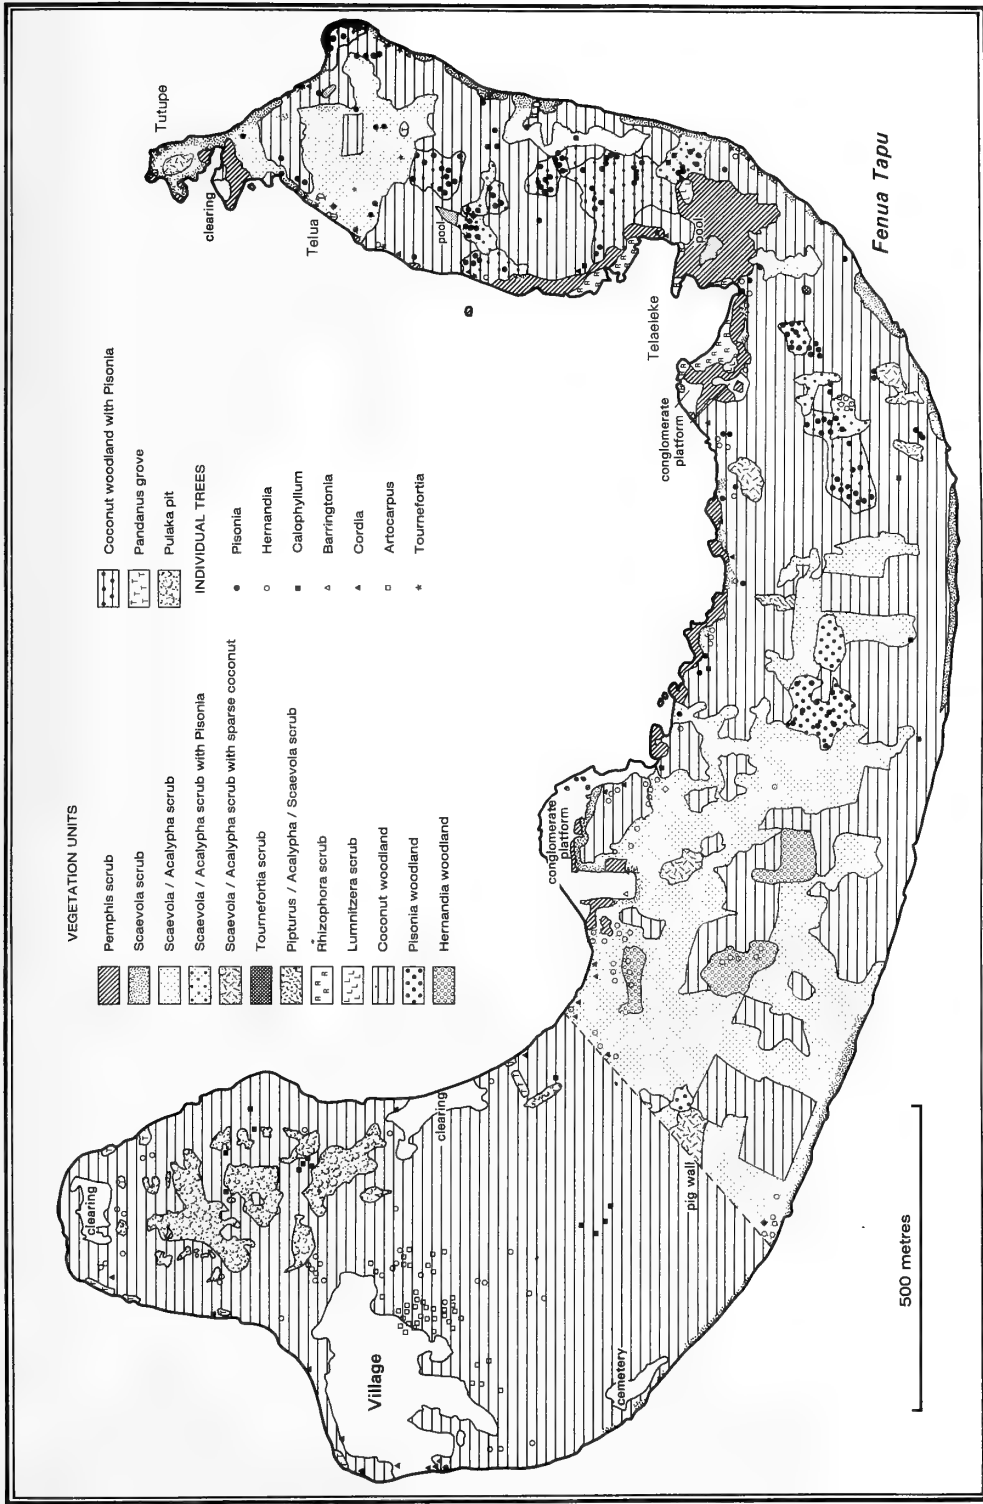 VEGETATION UNITS
Pemphis scrub
Scaevola scrub
Scaevola / Acalypha scrub
Scaevola / Acalypha scrub with Pisonia
Scaevola / Acalypha scrub with sparse coconut
Tournefortia scrub
Pipturus / Acalypha / Scaevola scrub
Rhizophora scrub
Lumnitzera scrub
Coconut woodland
Pisonia woodland
Hernandia woodland
Coconut woodland with Pisonia
Pandanus grove
Pulaka pit
INDIVIDUAL TREES
Pisonia
Hernandia
Calophyllum
Barringtonia
Cordia
Artocarpus
Tournefortia
Tutupe
clearing
Telua
pool
pool
Telaeleke
Fenua Tapu
conglomerate
platform
conglomerate
platform
clearing
clearing
pig wall
Village
cemetery
500 metres